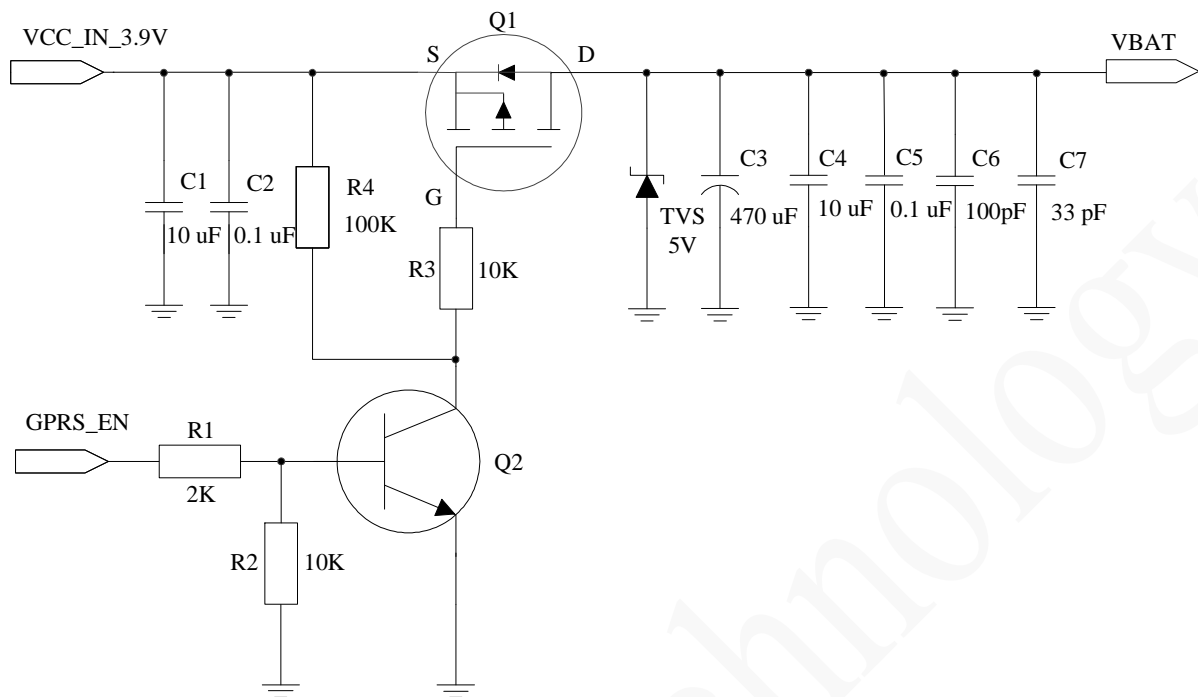 Q1
VCC_IN_3.9V
S
D
VBAT
C1
10 uF
C2
0.1 uF
R4
100K
G
R3
10K
TVS
5V
C3
470 uF
C4
10 uF
C5
0.1 uF
C6
100pF
C7
33 pF
GPRS_EN
R1
2K
Q2
R2
10K
chnology